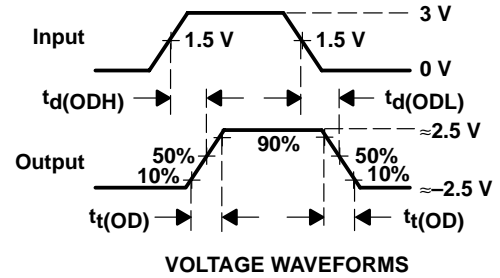 3 V
Input
1.5 V
1.5 V
0 V
td(ODH)
td(ODL)
≈2.5 V
Output
50%
90%
50%
10%
10%
≈–2.5 V
tt(OD)
tt(OD)
VOLTAGE WAVEFORMS